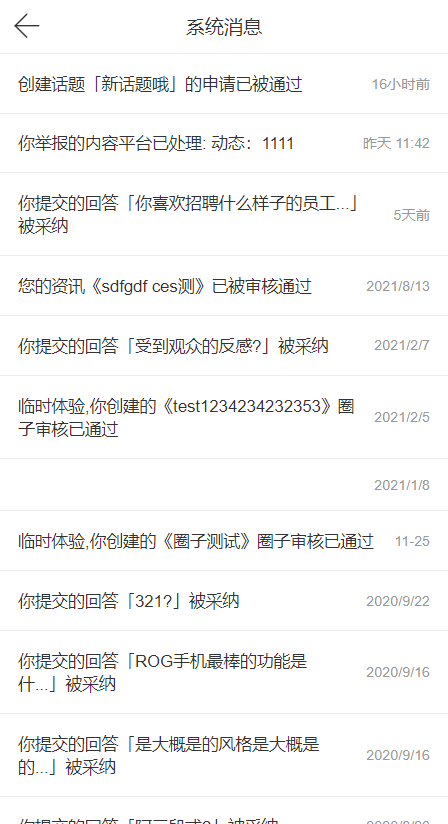 系统消息
创建话题「新话题哦」的申请已被通过 16小时前
你举报的内容平台已处理: 动态：1111 昨天 11:42
你提交的回答「你喜欢招聘什么样子的员工...」
被采纳
5天前
您的资讯《sdfgdf ces测》已被审核通过 2021/8/13
你提交的回答「受到观众的反感?」被采纳 2021/2/7
临时体验,你创建的《test1234234232353》圈
子审核已通过
2021/2/5
2021/1/8
临时体验,你创建的《圈子测试》圈子审核已通过 11-25
你提交的回答「321?」被采纳 2020/9/22
你提交的回答「ROG手机最棒的功能是
什...」被采纳
2020/9/16
你提交的回答「是大概是的风格是大概是
的...」被采纳
2020/9/16
你提交的回答